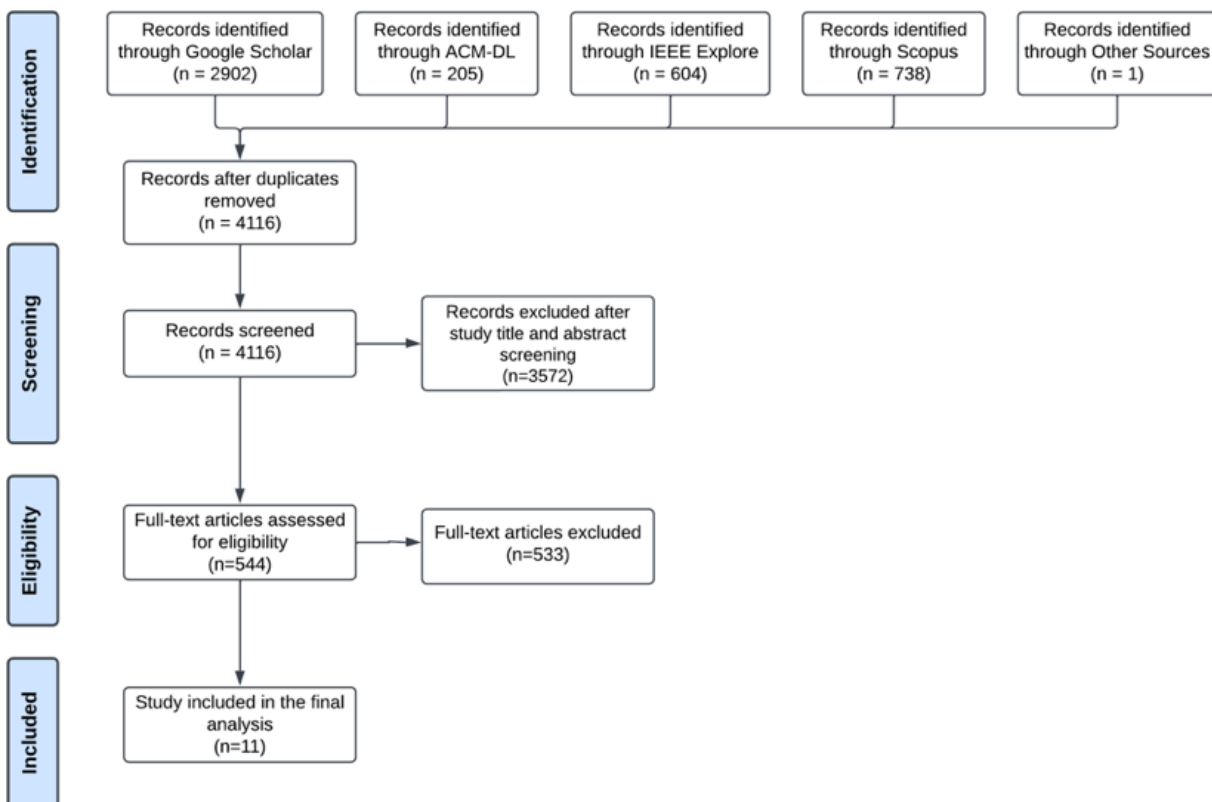 Identification
Records identified
through Google Scholar
(n = 2902)
Records identified
through ACM-DL
(n = 205)
Records identified
through IEEE Explore
(n = 604)
Records identified
through Scopus
(n = 738)
Records identified
through Other Sources
(n = 1)
Records after duplicates
removed
(n = 4116)
Screening
Records screened
(n = 4116)
Records excluded after
study title and abstract
screening
(n=3572)
Eligibility
Full-text articles assessed
for eligibility
(n=544)
Full-text articles excluded
(n=533)
Included
Study included in the final
analysis
(n=11)